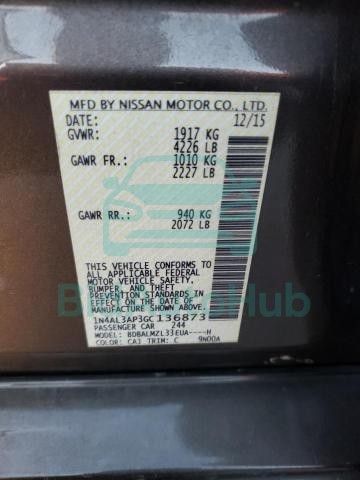 MFD BY NISSAN MOTOR CO., LTD.
12/15
GVWR: 1917 KG
4226 LB
GAWR FR: 1010 KG
2227 LB
GAWR RR: 940 KG
2072 LB
THIS VEHICLE CONFORMS TO
ALL APPLICABLE FEDERAL
MOTOR VEHICLE SAFETY,
BUMPER, AND THEFT
PREVENTION STANDARDS IN
EFFECT ON THE DATE OF
MANUFACTURE SHOWN ABOVE.
1N4AL3AP3GC136873
PASSENGER CAR 244
MODEL: BDBALMZL33EUA----H
COLOR: CAI TRIM: C 9N00A